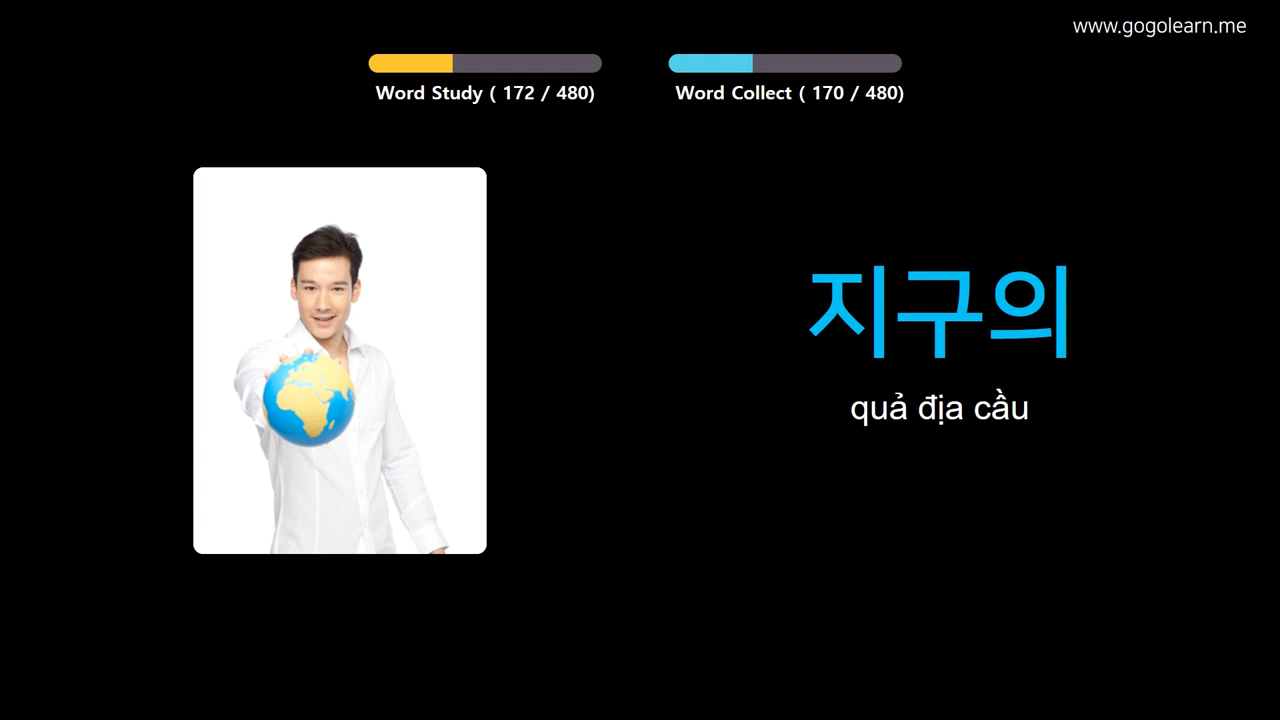 www.gogolearn.me
Word Study ( 172 / 480)
Word Collect ( 170 / 480)
지구의
quả địa cầu